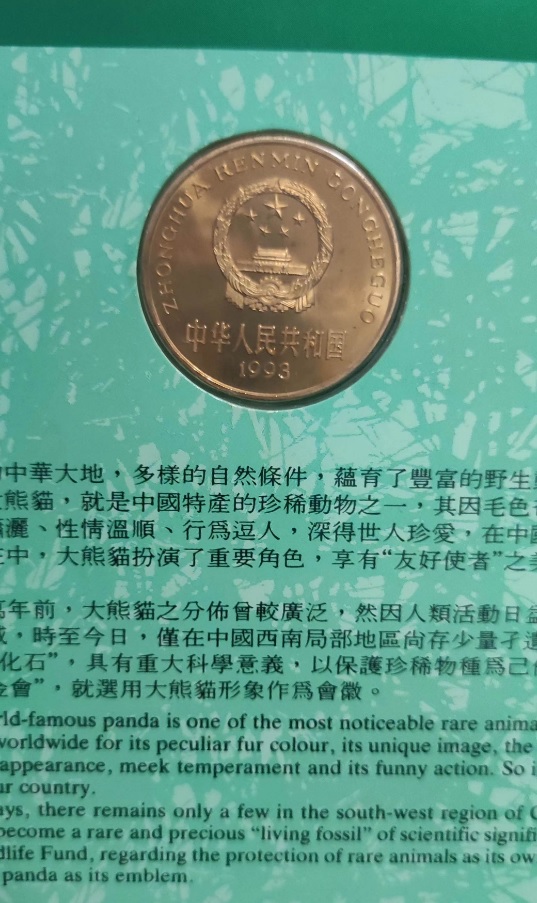 ZHONGHUA RENMIN GONGHEGUO
中华人民共和国
1993
中華大地，多樣的自然條件，蘊育了豐富的野生
熊貓，就是中國特產的珍稀動物之一，其因毛色
灑、性情溫順、行爲逗人，深得世人珍愛，在中
中，大熊貓扮演了重要角色，享有“友好使者”之
年前，大熊貓之分佈曾較廣泛，然因人類活動日
，時至今日，僅在中國西南局部地區尚存少量孑
化石”，具有重大科學意義，以保護珍稀物種爲己
金會”，就選用大熊貓形象作爲會徽。
rld-famous panda is one of the most noticeable rare anima
worldwide for its peculiar fur colour, its unique image, the
appearance, meek temperament and its funny action. So i
ur country.
ays, there remains only a few in the south-west region of C
become a rare and precious “living fossil” of scientific signifi
dlife Fund, regarding the protection of rare animals as its ow
panda as its emblem.